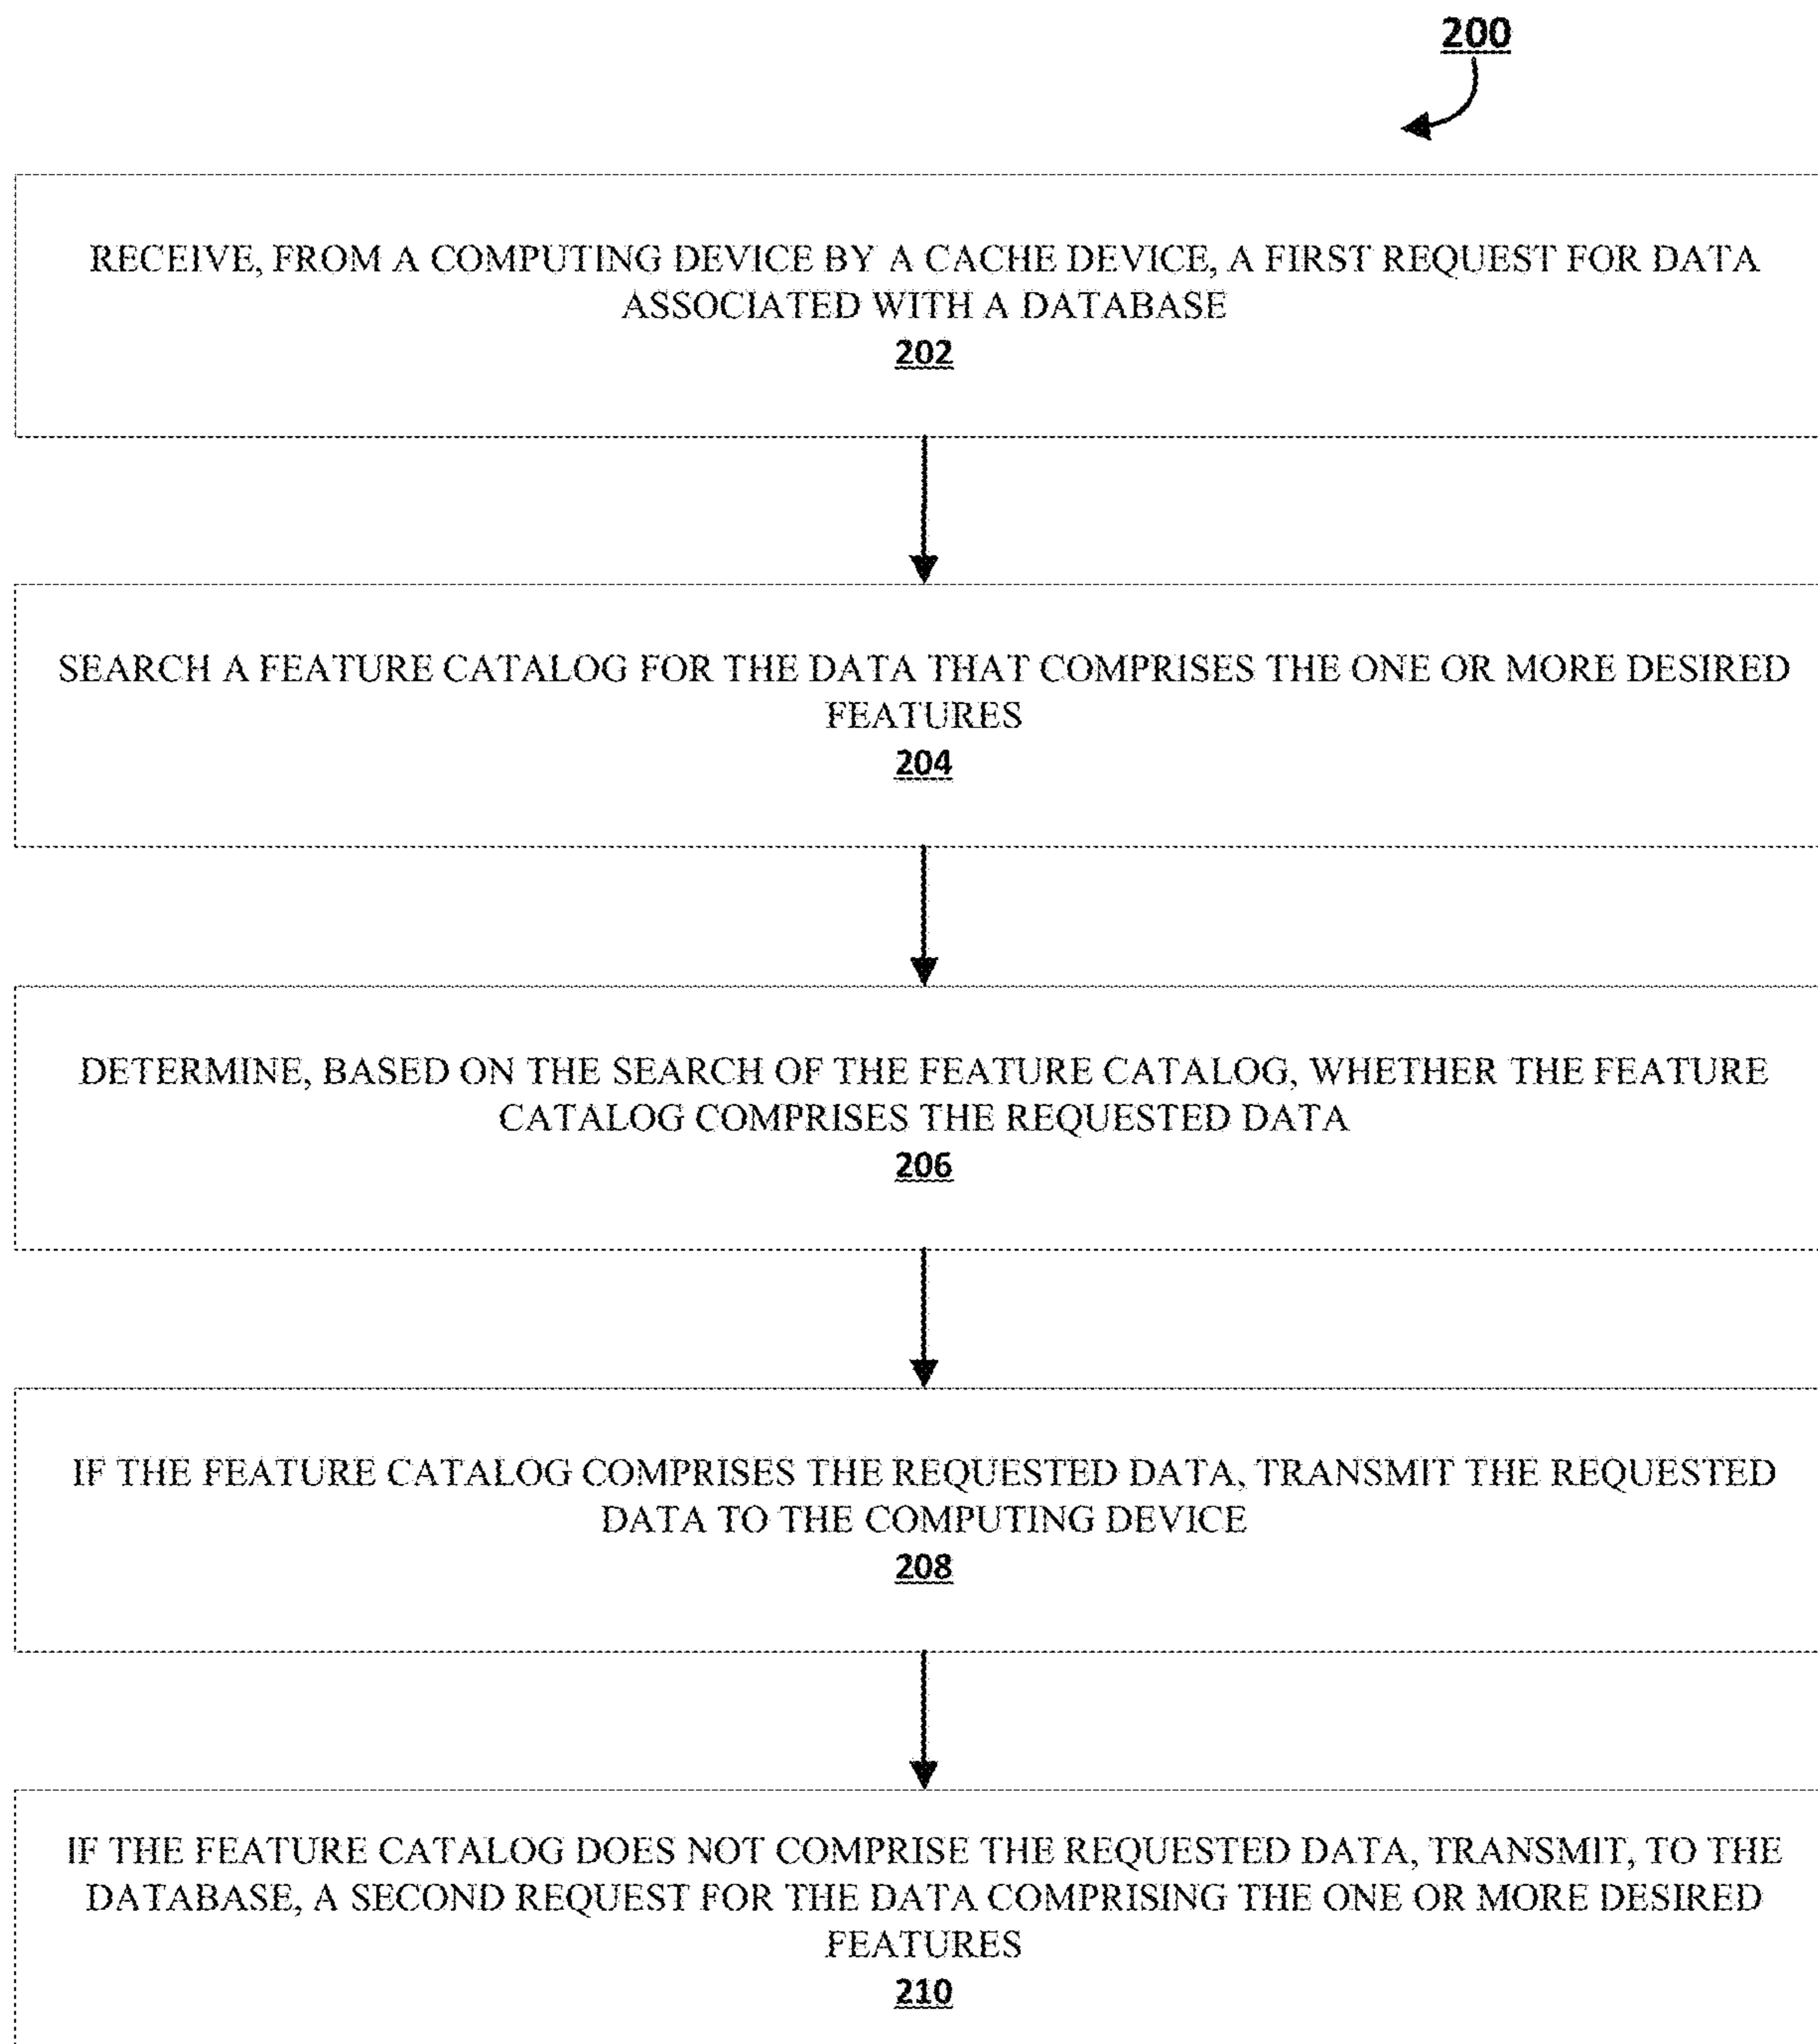 200
RECEIVE, FROM A COMPUTING DEVICE BY A CACHE DEVICE, A FIRST REQUEST FOR DATA
ASSOCIATED WITH A DATABASE
202
SEARCH A FEATURE CATALOG FOR THE DATA THAT COMPRISES THE ONE OR MORE DESIRED
FEATURES
204
DETERMINE, BASED ON THE SEARCH OF THE FEATURE CATALOG, WHETHER THE FEATURE
CATALOG COMPRISES THE REQUESTED DATA
206
IF THE FEATURE CATALOG COMPRISES THE REQUESTED DATA, TRANSMIT THE REQUESTED
DATA TO THE COMPUTING DEVICE
208
IF THE FEATURE CATALOG DOES NOT COMPRISE THE REQUESTED DATA, TRANSMIT, TO THE
DATABASE, A SECOND REQUEST FOR THE DATA COMPRISING THE ONE OR MORE DESIRED
FEATURES
210